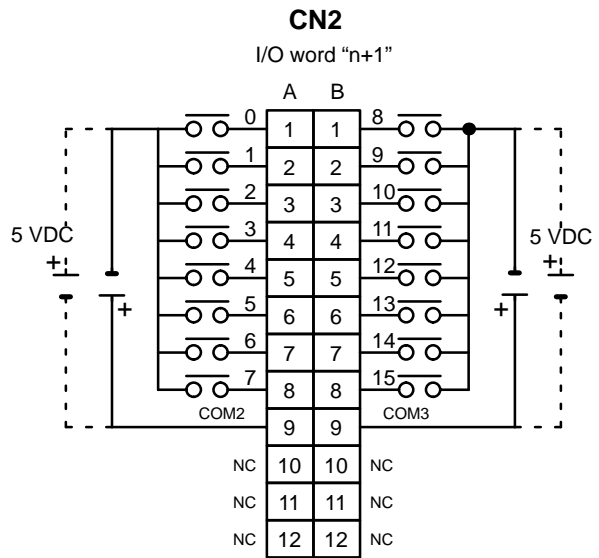 CN2
I/O word “n+1”
A B
0 1 1 8
1 2 2 9
2 3 3 10
3 4 4 11
5 VDC 5 VDC
+ +
4 5 5 12
+ +
5 6 6 13
6 7 7 14
7 8 8 15
COM2 9 9 COM3
NC 10 10 NC
NC 11 11 NC
NC 12 12 NC